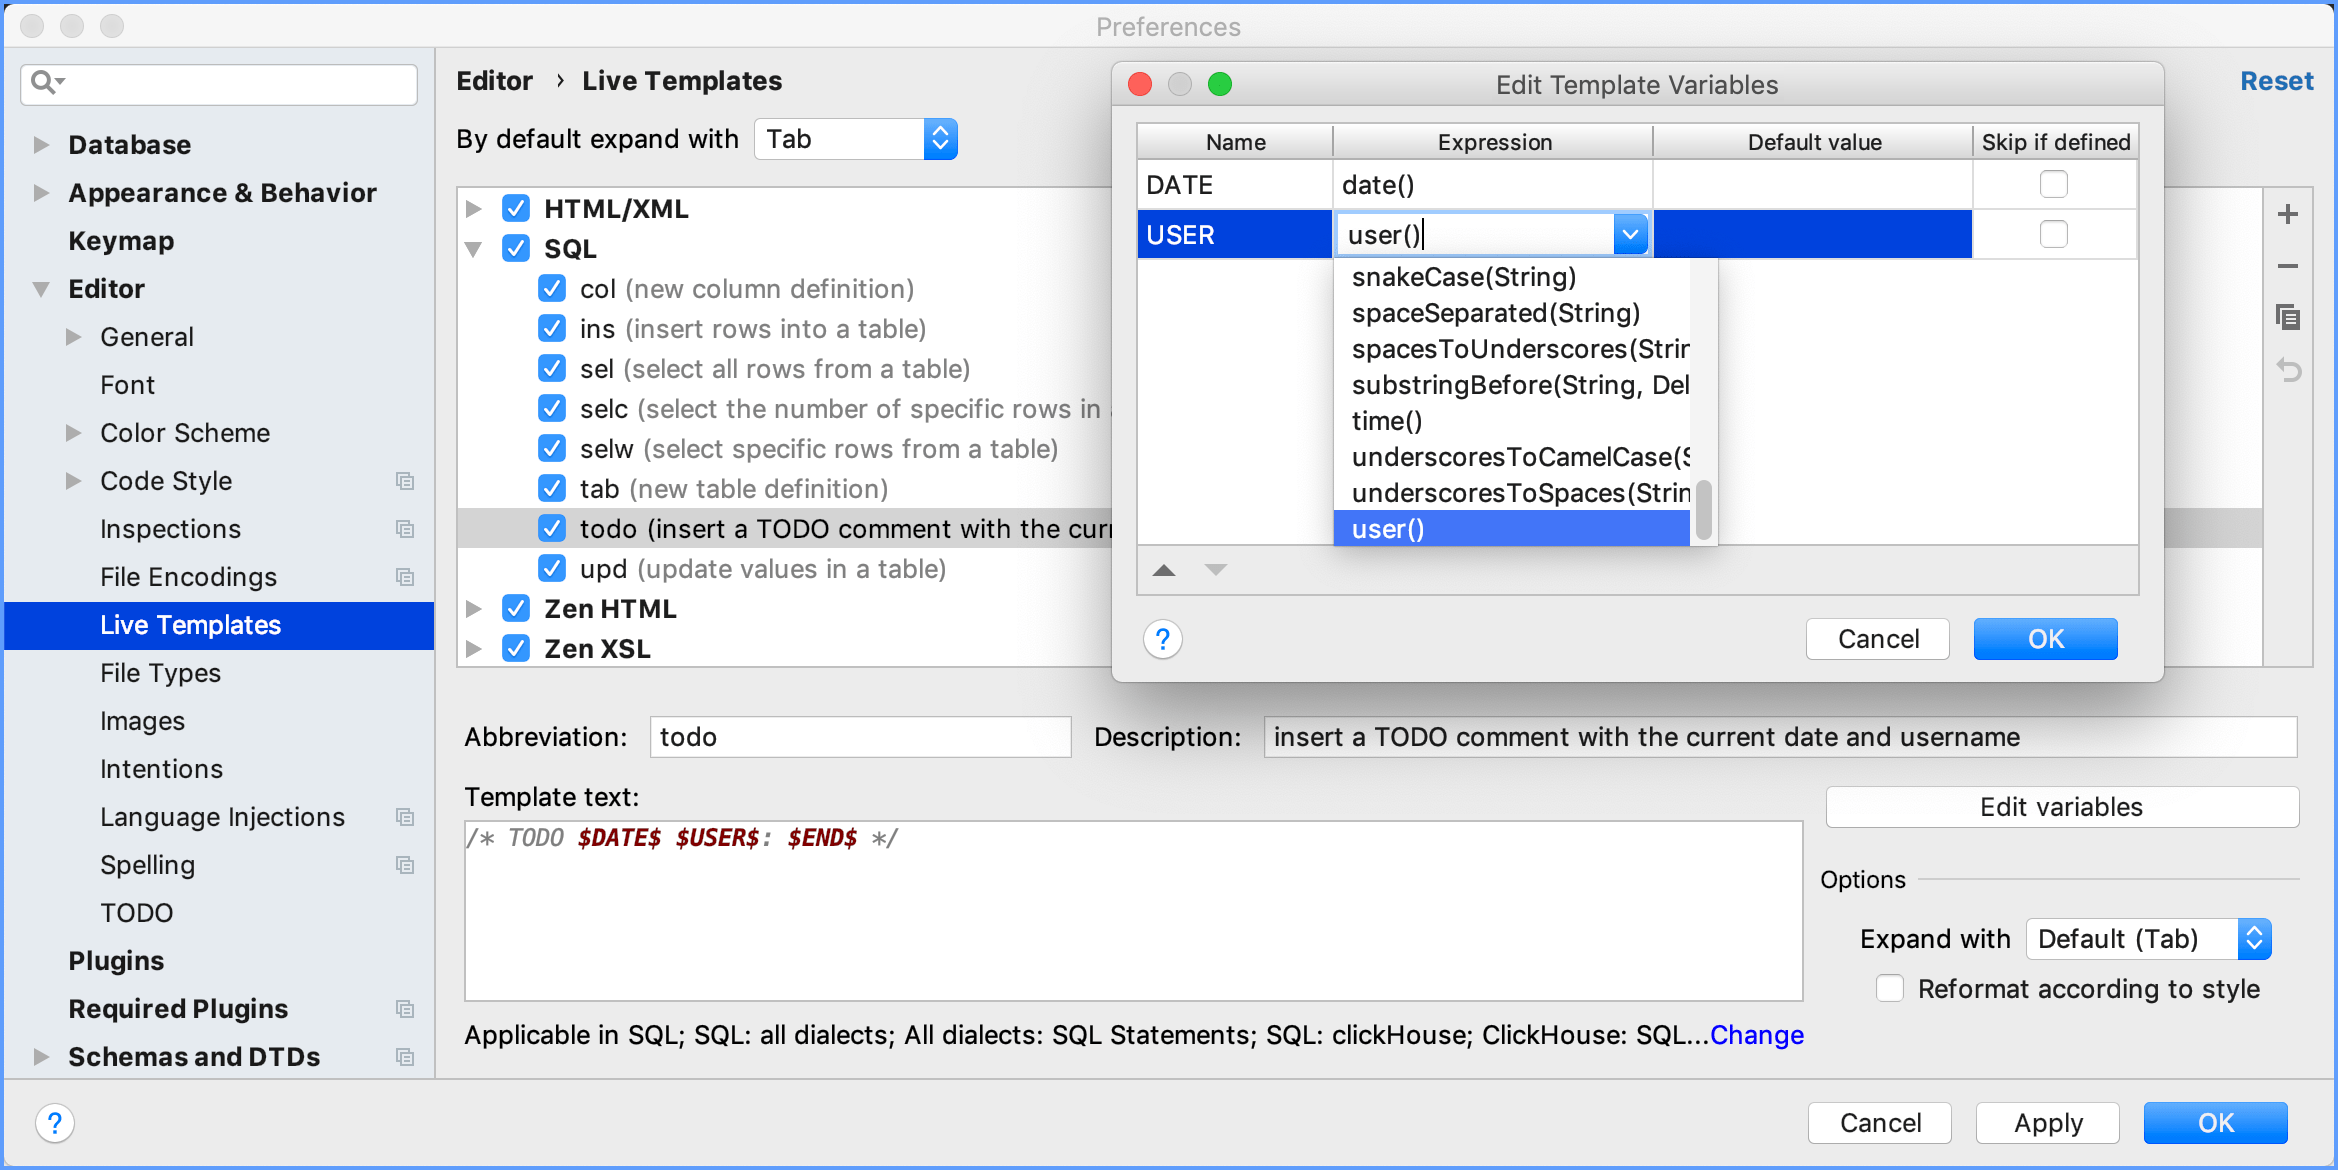 Preferences
Database
Appearance & Behavior
Keymap
Editor
General
Font
Color Scheme
Code Style
Inspections
File Encodings
Live Templates
File Types
Images
Intentions
Language Injections
Spelling
TODO
Plugins
Required Plugins
Schemas and DTDs
Editor › Live Templates
Reset
By default expand with Tab
HTML/XML
SQL
col (new column definition)
ins (insert rows into a table)
sel (select all rows from a table)
selc (select the number of specific rows in
selw (select specific rows from a table)
tab (new table definition)
todo (insert a TODO comment with the curr
upd (update values in a table)
Zen HTML
Zen XSL
Edit Template Variables
Name Expression Default value Skip if defined
DATE date()
USER user()
snakeCase(String)
spaceSeparated(String)
spacesToUnderscores(Strin
substringBefore(String, Del
time()
underscoresToCamelCase(S
underscoresToSpaces(Strin
user()
? Cancel OK
Abbreviation: todo Description: insert a TODO comment with the current date and username
Template text:
/* TODO $DATE$ $USER$: $END$ */
Edit variables
Options
Expand with Default (Tab)
Reformat according to style
Applicable in SQL; SQL: all dialects; All dialects: SQL Statements; SQL: clickHouse; ClickHouse: SQL...Change
? Cancel Apply OK